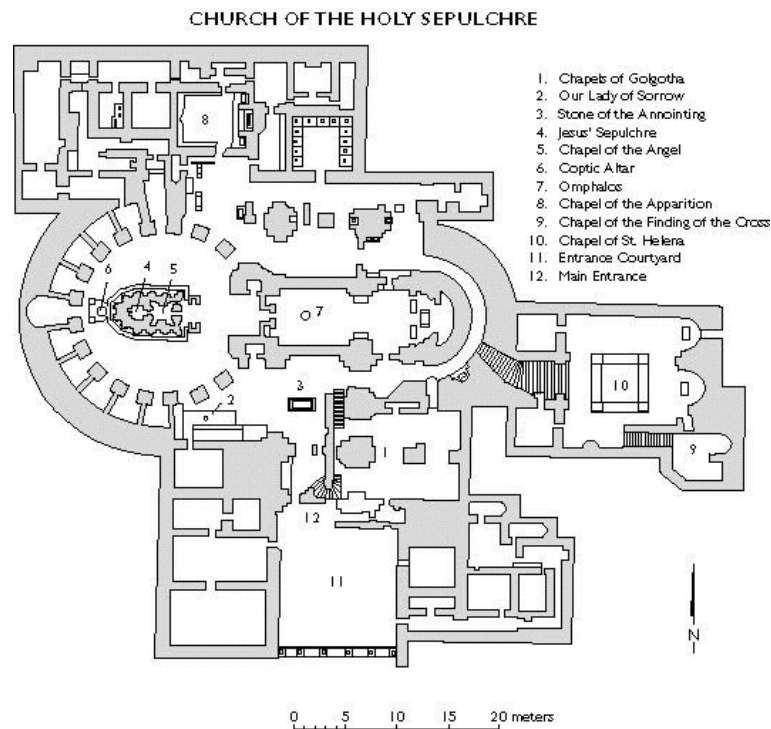 CHURCH OF THE HOLY SEPULCHRE
1. Chapels of Golgotha
2. Our Lady of Sorrow
3. Stone of the Annointing
4. Jesus' Sepulchre
5. Chapel of the Angel
6. Coptic Altar
7. Omphalos
8. Chapel of the Apparition
9. Chapel of the Finding of the Cross
10. Chapel of St. Helena
11. Entrance Courtyard
12. Main Entrance
8
6
4
5
7
3
2
10
1
9
12
11
N
0 5 10 15 20 meters